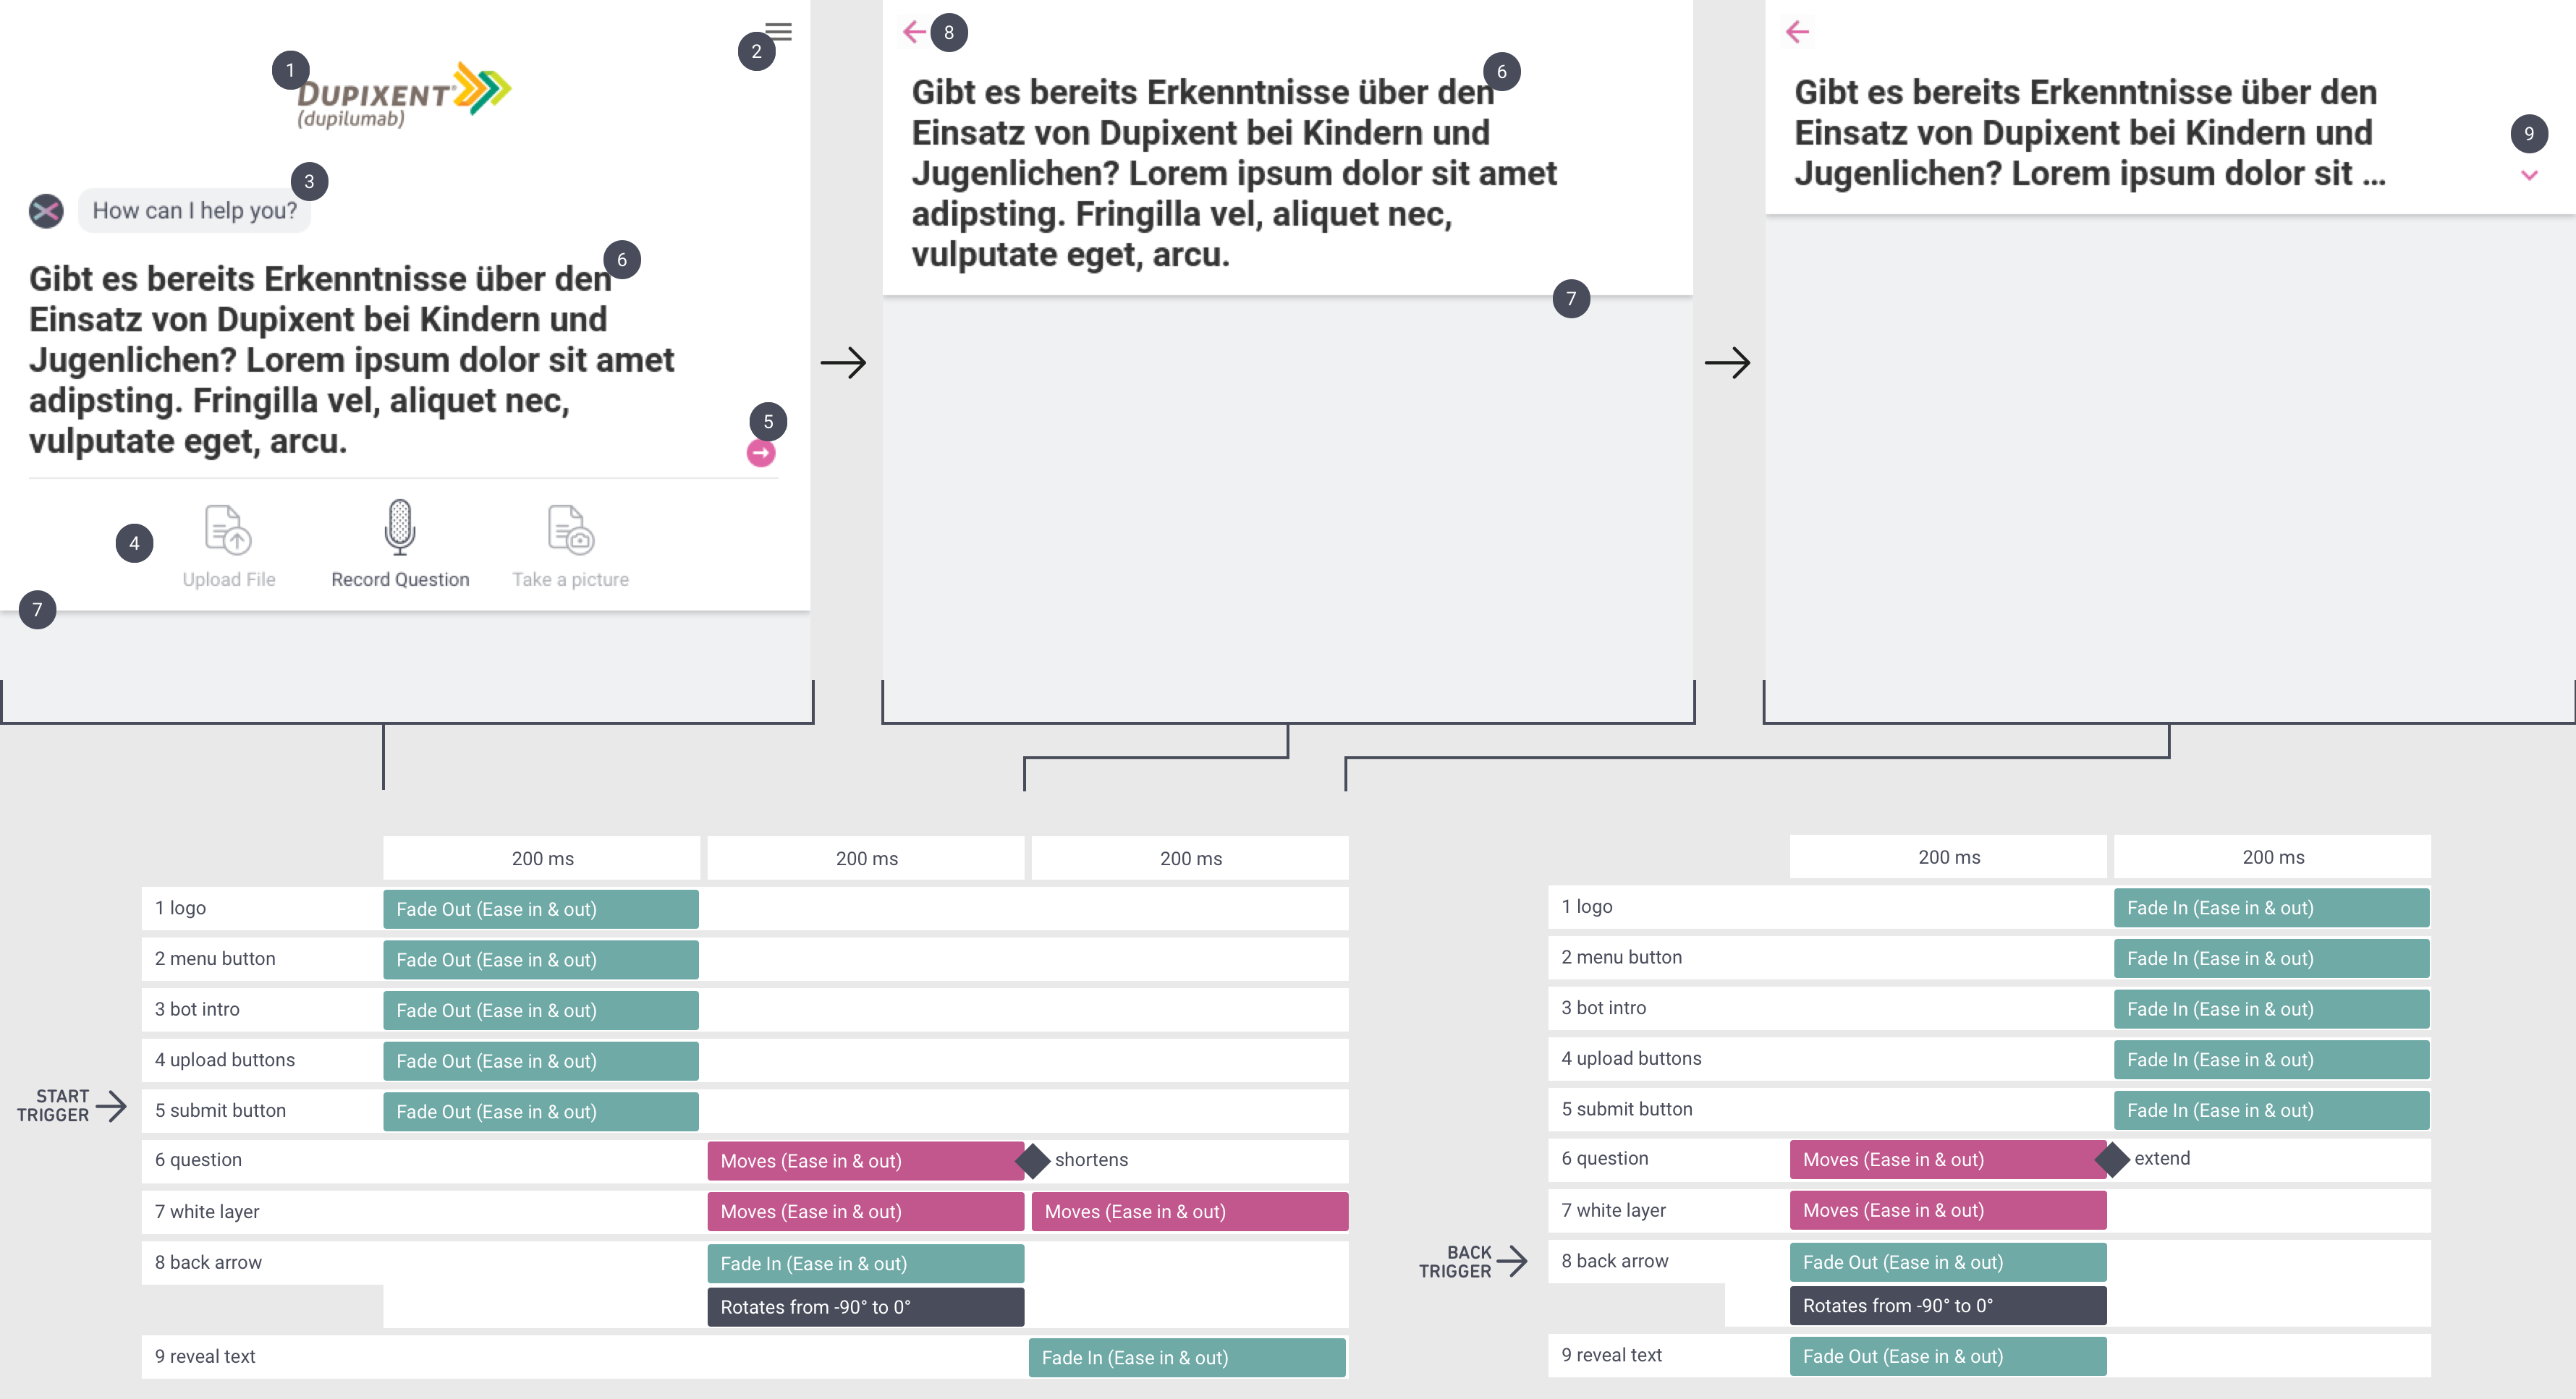 1
2
DUPIXENT®
(dupilumab)
3
How can I help you?
6
Gibt es bereits Erkenntnisse über den
Einsatz von Dupixent bei Kindern und
Jugenlichen? Lorem ipsum dolor sit amet
adipsting. Fringilla vel, aliquet nec,
vulputate eget, arcu.
5
4
Upload File
Record Question
Take a picture
7
8
6
Gibt es bereits Erkenntnisse über den
Einsatz von Dupixent bei Kindern und
Jugenlichen? Lorem ipsum dolor sit amet
adipsting. Fringilla vel, aliquet nec,
vulputate eget, arcu.
7
Gibt es bereits Erkenntnisse über den
Einsatz von Dupixent bei Kindern und
Jugenlichen? Lorem ipsum dolor sit ...
9
200 ms
200 ms
200 ms
1 logo
Fade Out (Ease in & out)
2 menu button
Fade Out (Ease in & out)
3 bot intro
Fade Out (Ease in & out)
4 upload buttons
Fade Out (Ease in & out)
START
TRIGGER
5 submit button
Fade Out (Ease in & out)
6 question
Moves (Ease in & out)
shortens
7 white layer
Moves (Ease in & out)
Moves (Ease in & out)
8 back arrow
Fade In (Ease in & out)
Rotates from -90° to 0°
9 reveal text
Fade In (Ease in & out)
200 ms
200 ms
1 logo
Fade In (Ease in & out)
2 menu button
Fade In (Ease in & out)
3 bot intro
Fade In (Ease in & out)
4 upload buttons
Fade In (Ease in & out)
5 submit button
Fade In (Ease in & out)
6 question
Moves (Ease in & out)
extend
7 white layer
Moves (Ease in & out)
BACK
TRIGGER
8 back arrow
Fade Out (Ease in & out)
Rotates from -90° to 0°
9 reveal text
Fade Out (Ease in & out)